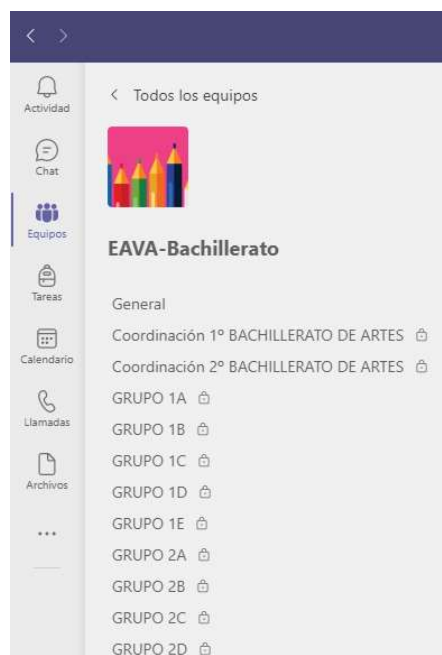 Actividad
Chat
Equipos
Tareas
Calendario
Llamadas
Archivos
Todos los equipos
EAVA-Bachillerato
General
Coordinación 1º BACHILLERATO DE ARTES
Coordinación 2º BACHILLERATO DE ARTES
GRUPO 1A
GRUPO 1B
GRUPO 1C
GRUPO 1D
GRUPO 1E
GRUPO 2A
GRUPO 2B
GRUPO 2C
GRUPO 2D